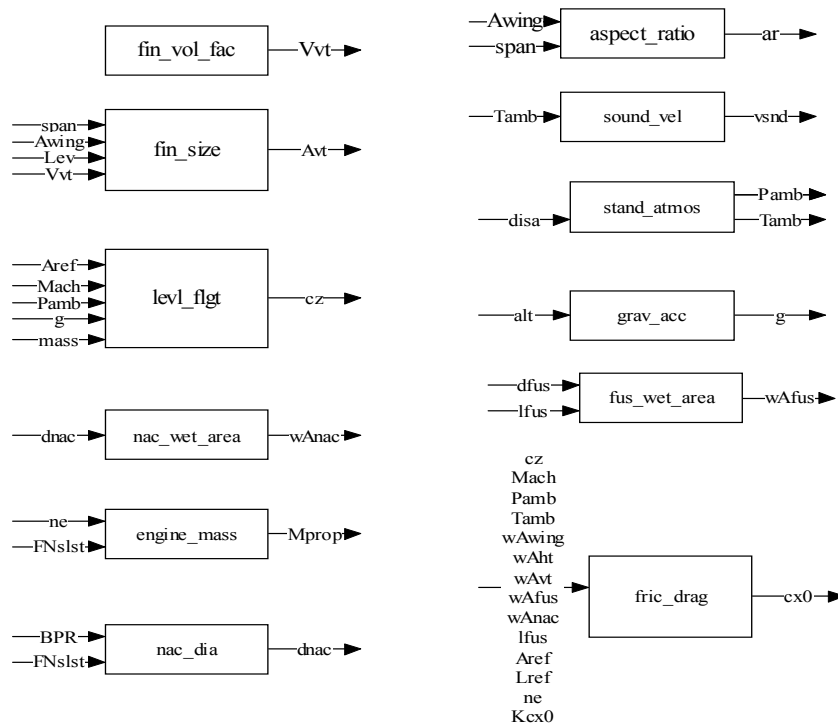 fin_vol_fac
Vvt
span
Awing
Lev
Vvt
fin_size
Avt
Aref
Mach
Pamb
g
mass
levl_flgt
cz
dnac
nac_wet_area
wAnac
ne
FNslst
engine_mass
Mprop
BPR
FNslst
nac_dia
dnac
Awing
span
aspect_ratio
ar
Tamb
sound_vel
vsnd
disa
stand_atmos
Pamb
Tamb
alt
grav_acc
g
dfus
lfus
fus_wet_area
wAfus
cz
Mach
Pamb
Tamb
wAwing
wAht
wAvt
wAfus
wAnac
lfus
Aref
Lref
ne
Kcx0
fric_drag
cx0